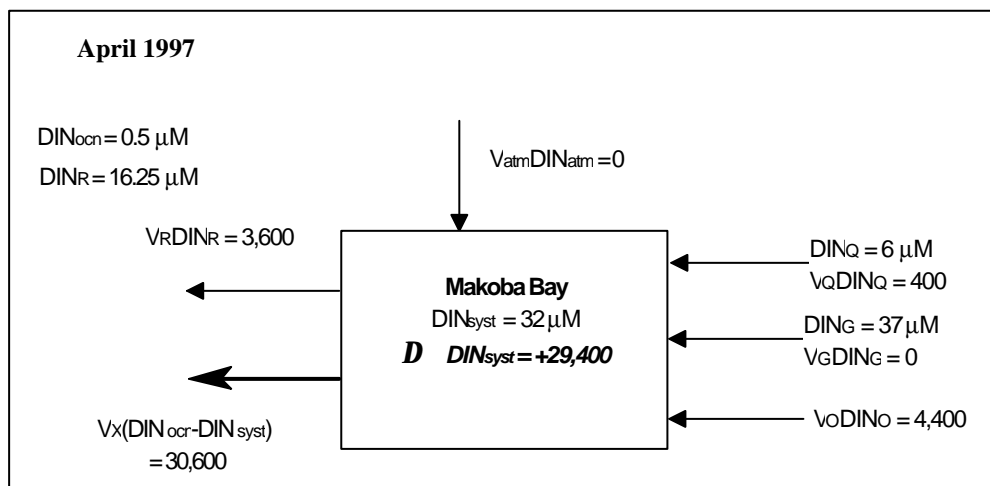 April 1997
DINocn = 0.5 μM
DINR = 16.25 μM
VatmDINatm = 0
VRDINR = 3,600
DINQ = 6 μM
VQDINQ = 400
Makoba Bay
DINsyst = 32 μM
D DINsyst = +29,400
DING = 37 μM
VGDING = 0
VODINO = 4,400
VX(DINocn-DINsyst)
= 30,600